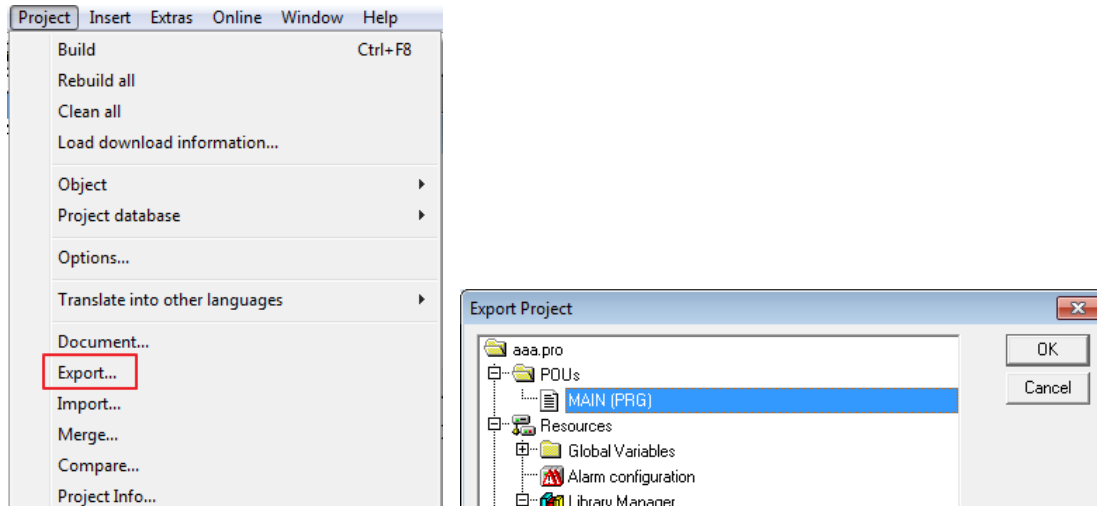 Project Insert Extras Online Window Help
Build Ctrl+F8
Rebuild all
Clean all
Load download information...
Object
Project database
Options...
Translate into other languages
Document...
Export...
Import...
Merge...
Compare...
Project Info...
Export Project
aaa.pro
POUs
MAIN (PRG)
Resources
Global Variables
Alarm configuration
Library Manager
OK
Cancel